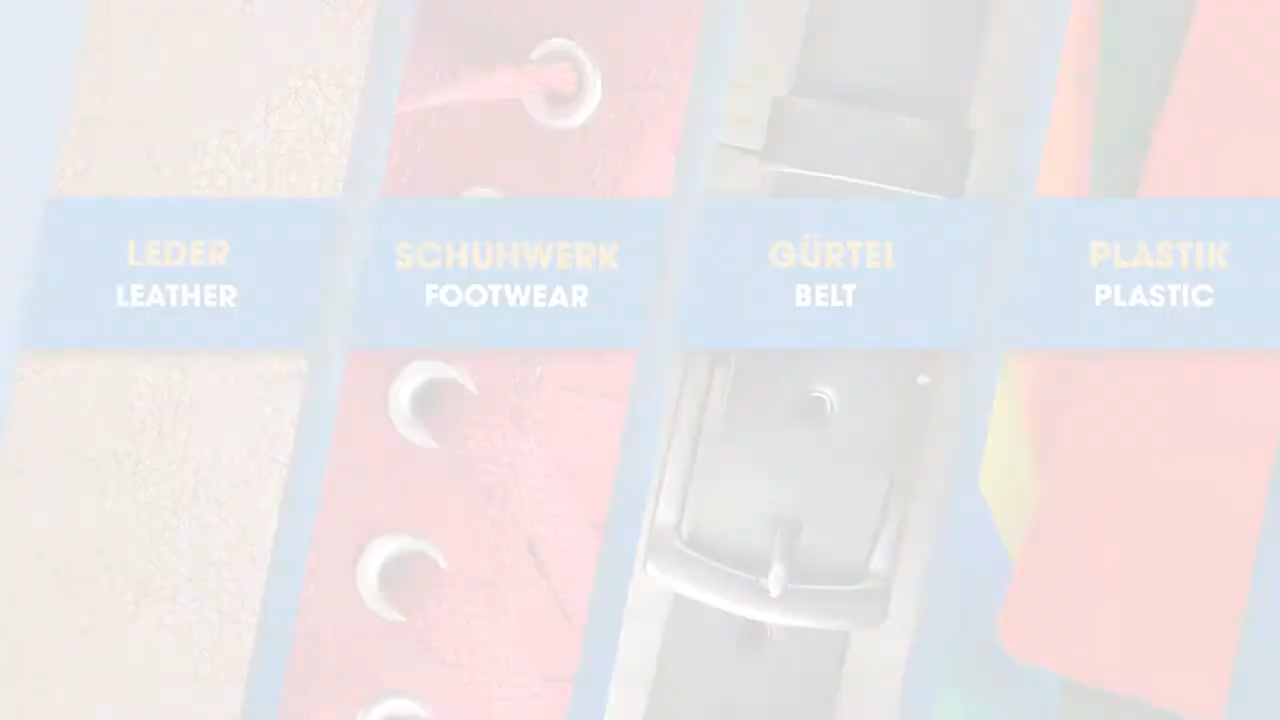 LEDER
LEATHER
SCHUHWERK
FOOTWEAR
GÜRTEL
BELT
PLASTIK
PLASTIC